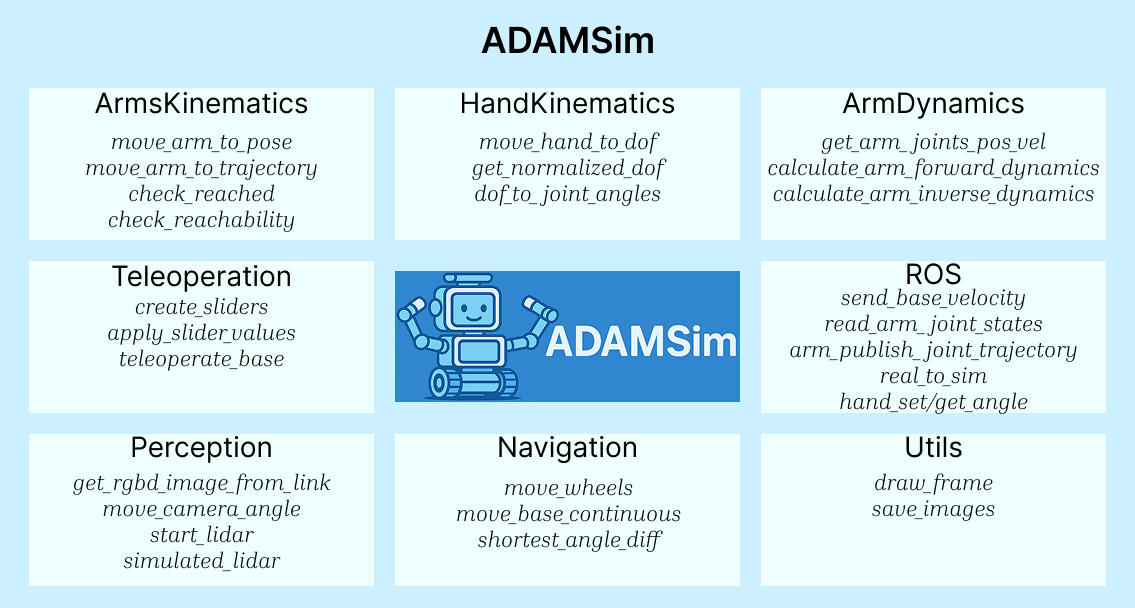 ADAMSim
ArmsKinematics
move_arm_to_pose
move_arm_to_trajectory
check_reached
check_reachability
HandKinematics
move_hand_to_dof
get_normalized_dof
dof_to_joint_angles
ArmDynamics
get_arm_joints_pos_vel
calculate_arm_forward_dynamics
calculate_arm_inverse_dynamics
Teleoperation
create_sliders
apply_slider_values
teleoperate_base
ADAMSim
ROS
send_base_velocity
read_arm_joint_states
arm_publish_joint_trajectory
real_to_sim
hand_set/get_angle
Perception
get_rgbd_image_from_link
move_camera_angle
start_lidar
simulated_lidar
Navigation
move_wheels
move_base_continuous
shortest_angle_diff
Utils
draw_frame
save_images